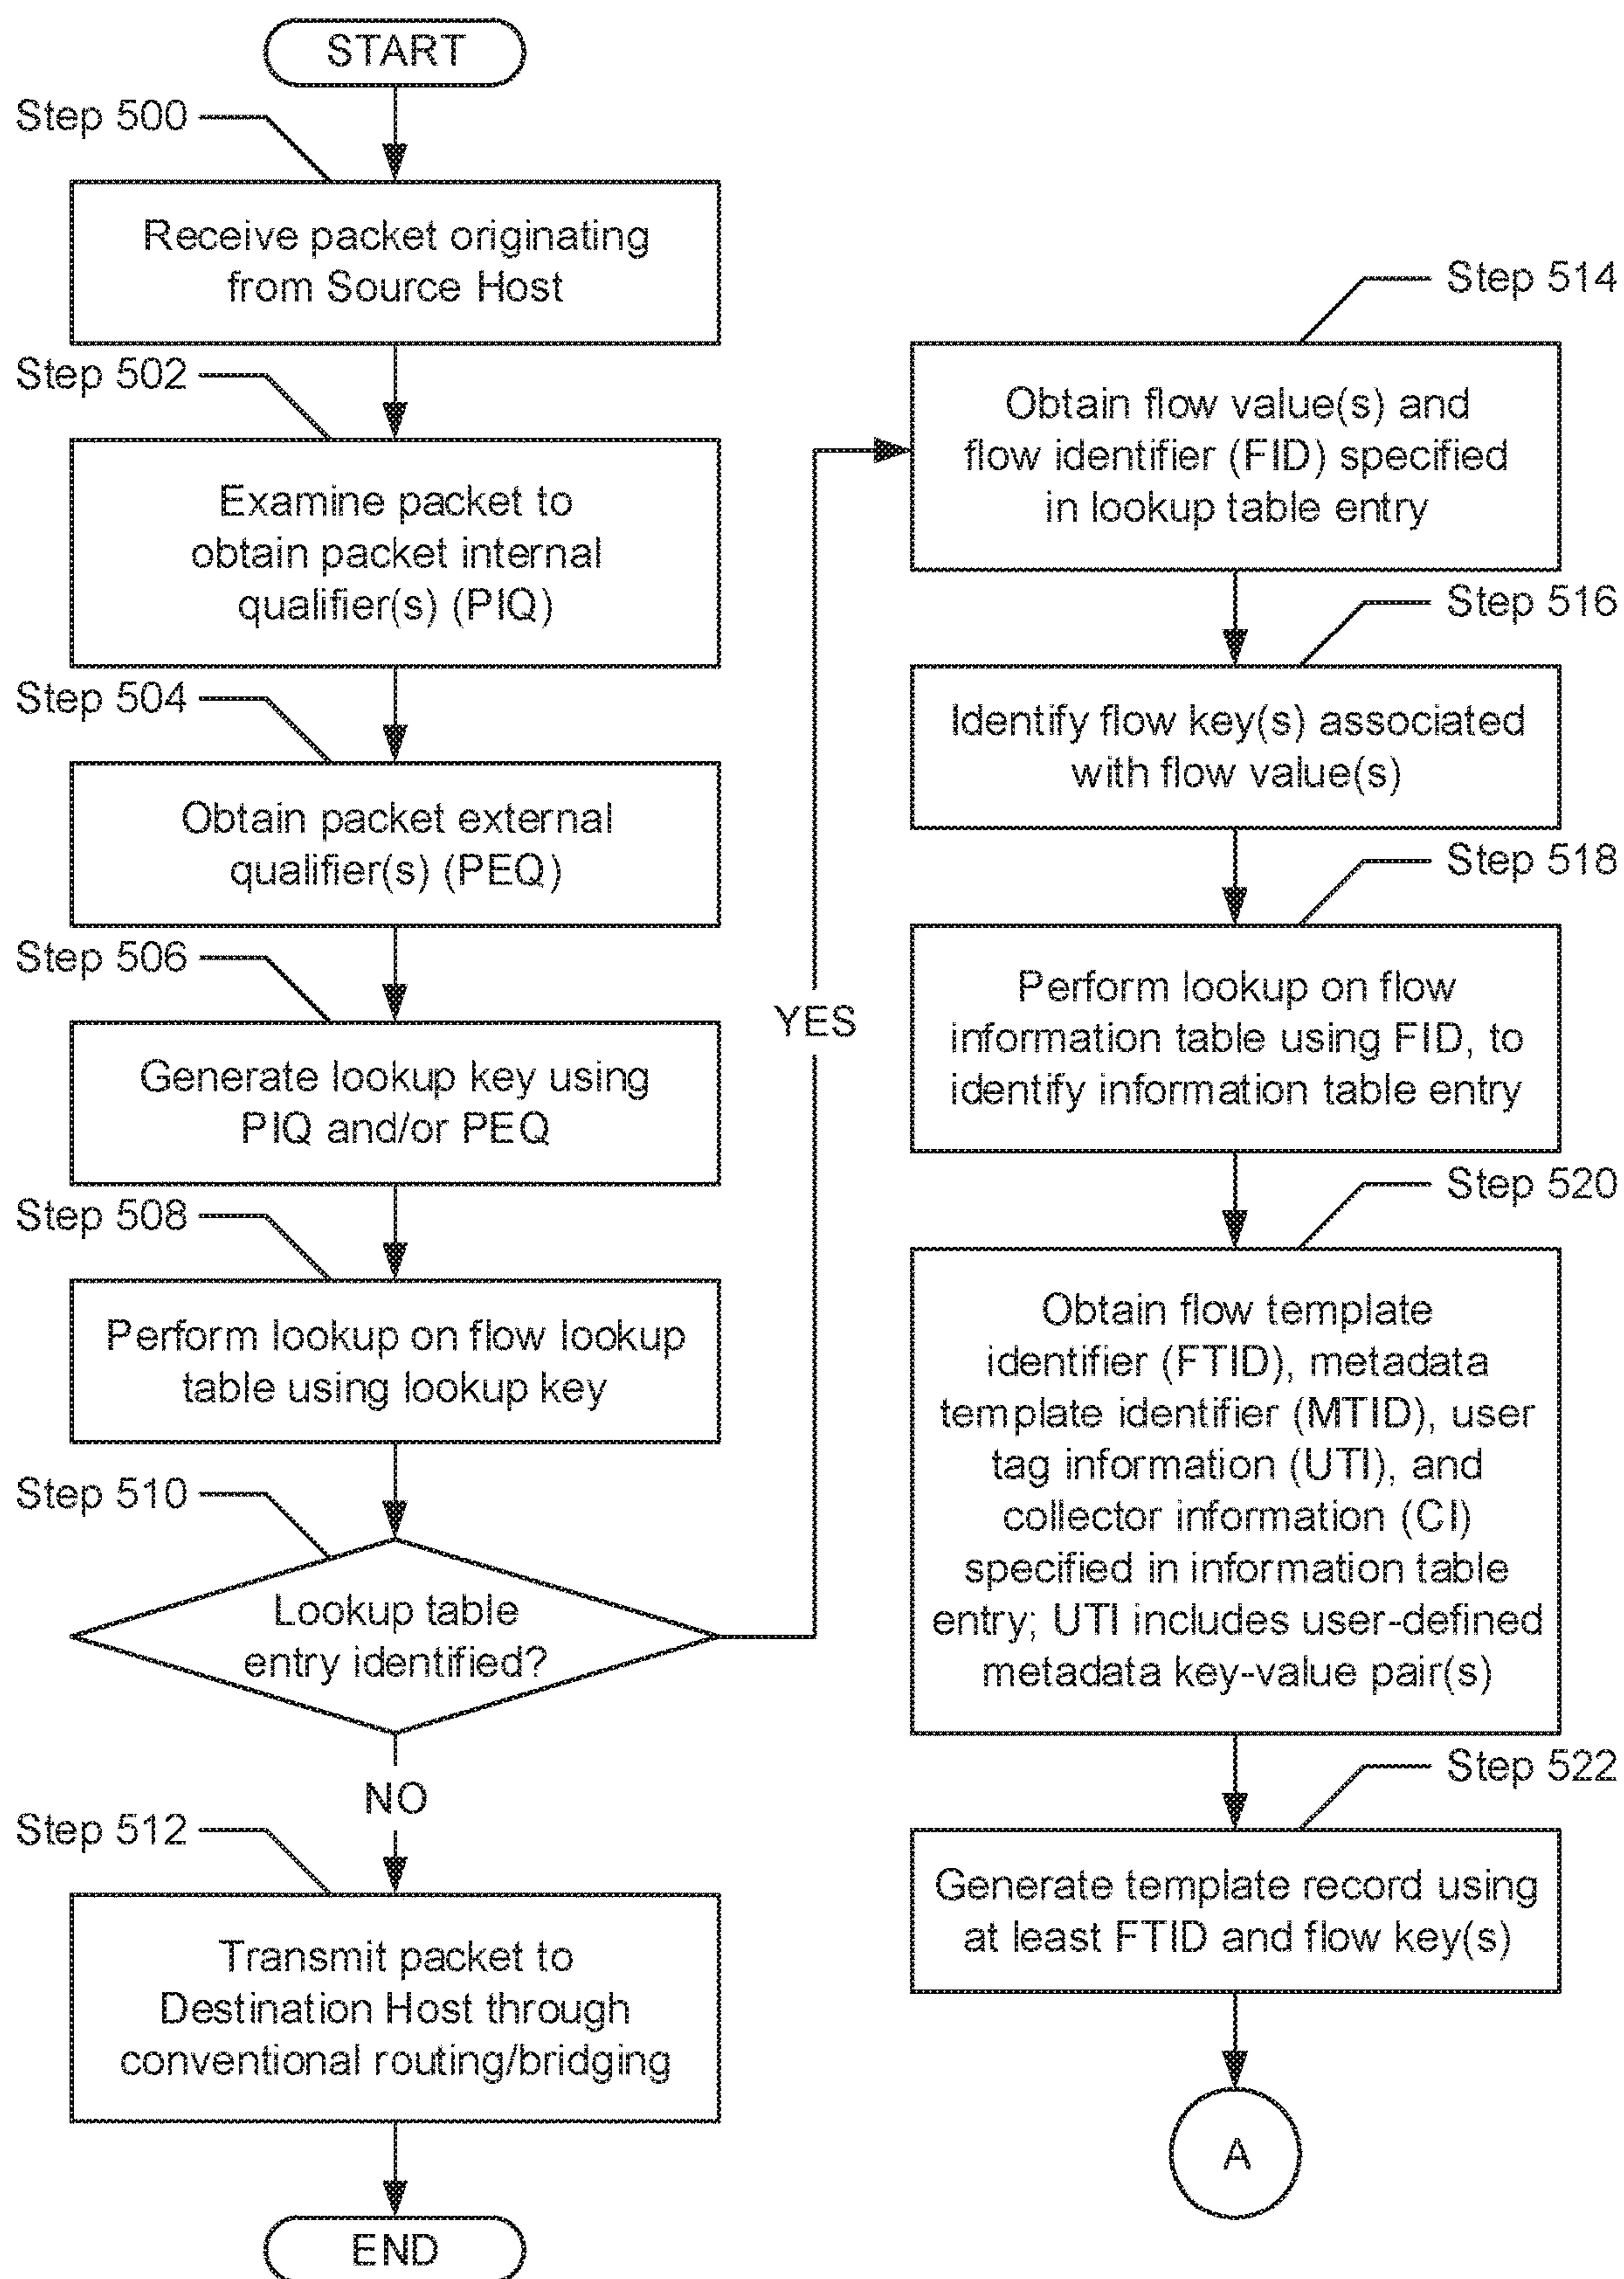 START
Step 500
Receive packet originating
from Source Host
Step 502
Examine packet to
obtain packet internal
qualifier(s) (PIQ)
Step 504
Obtain packet external
qualifier(s) (PEQ)
Step 506
Generate lookup key using
PIQ and/or PEQ
Step 508
Perform lookup on flow lookup
table using lookup key
Step 510
Lookup table
entry identified?
NO
Step 512
Transmit packet to
Destination Host through
conventional routing/bridging
END
YES
Step 514
Obtain flow value(s) and
flow identifier (FID) specified
in lookup table entry
Step 516
Identify flow key(s) associated
with flow value(s)
Step 518
Perform lookup on flow
information table using FID, to
identify information table entry
Step 520
Obtain flow template
identifier (FTID), metadata
template identifier (MTID), user
tag information (UTI), and
collector information (CI)
specified in information table
entry; UTI includes user-defined
metadata key-value pair(s)
Step 522
Generate template record using
at least FTID and flow key(s)
A